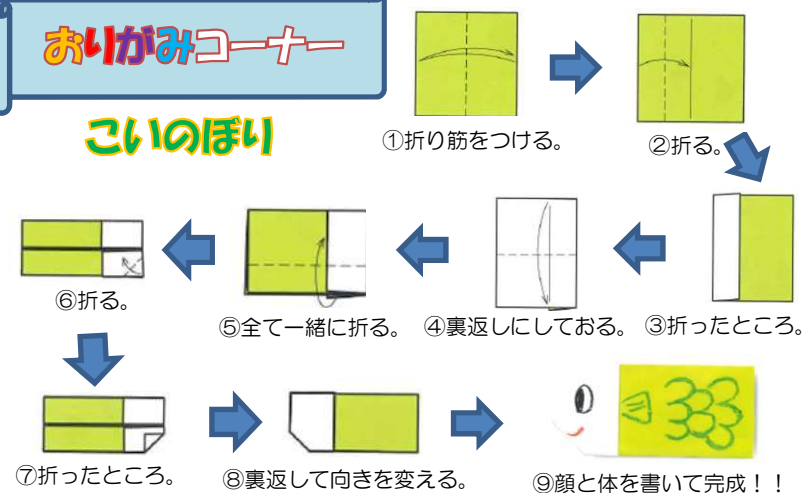 おりがみコーナー
こいのぼり
①折り筋をつける。
②折る。
③折ったところ。
④裏返しにしておる。
⑤全て一緒に折る。
⑥折る。
⑦折ったところ。
⑧裏返して向きを変える。
⑨顔と体を書いて完成！！